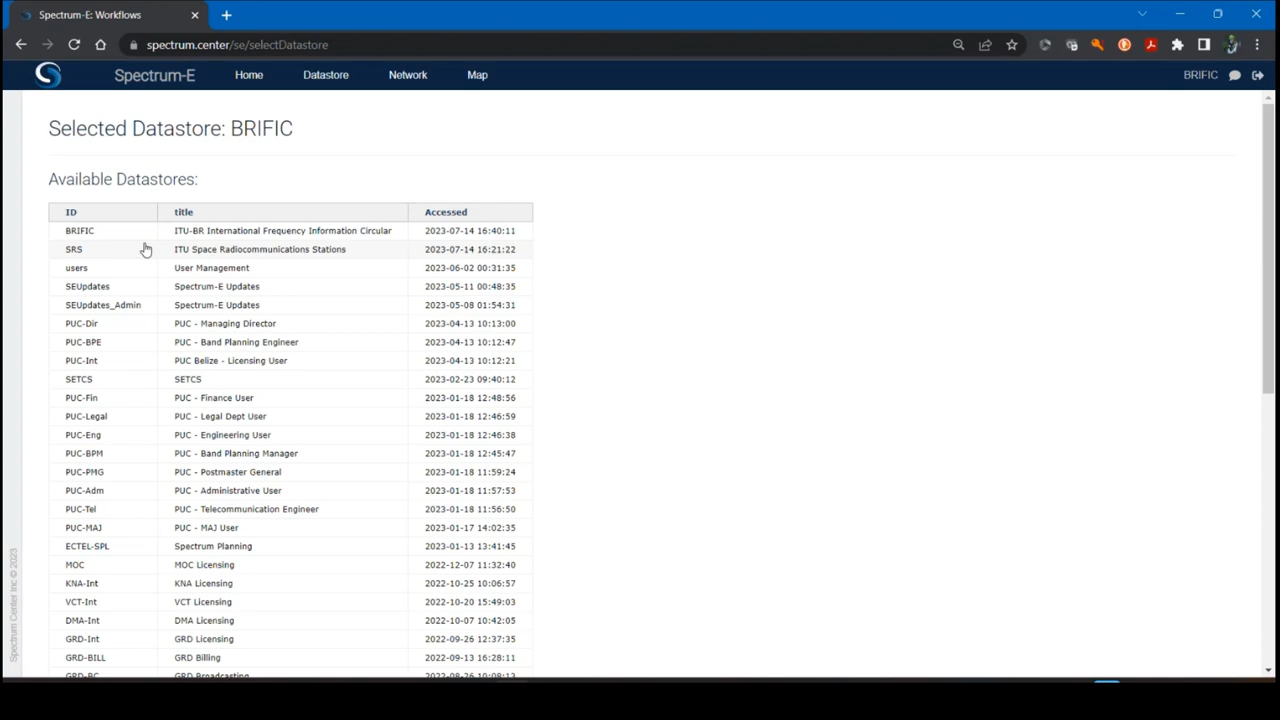 Spectrum-E: Workflows
spectrum.center/se/selectDatastore
Spectrum-E Home Datastore Network Map BRIFIC
Selected Datastore: BRIFIC
Available Datastores:
ID title Accessed
BRIFIC ITU-BR International Frequency Information Circular 2023-07-14 16:40:11
SRS ITU Space Radiocommunications Stations 2023-07-14 16:21:22
users User Management 2023-06-02 00:31:35
SEUpdates Spectrum-E Updates 2023-05-11 00:48:35
SEUpdates_Admin Spectrum-E Updates 2023-05-08 01:54:31
PUC-Dir PUC - Managing Director 2023-04-13 10:13:00
PUC-BPE PUC - Band Planning Engineer 2023-04-13 10:12:47
PUC-Int PUC Belize - Licensing User 2023-04-13 10:12:21
SETCS SETCS 2023-02-23 09:40:12
PUC-Fin PUC - Finance User 2023-01-18 12:48:56
PUC-Legal PUC - Legal Dept User 2023-01-18 12:46:59
PUC-Eng PUC - Engineering User 2023-01-18 12:46:38
PUC-BPM PUC - Band Planning Manager 2023-01-18 12:45:47
PUC-PMG PUC - Postmaster General 2023-01-18 11:59:24
PUC-Adm PUC - Administrative User 2023-01-18 11:57:53
PUC-Tel PUC - Telecommunication Engineer 2023-01-18 11:56:50
PUC-MAJ PUC - MAJ User 2023-01-17 14:02:35
ECTEL-SPL Spectrum Planning 2023-01-13 13:41:45
MOC MOC Licensing 2022-12-07 11:32:40
KNA-Int KNA Licensing 2022-10-25 10:06:57
VCT-Int VCT Licensing 2022-10-20 15:49:03
DMA-Int DMA Licensing 2022-10-07 10:42:05
GRD-Int GRD Licensing 2022-09-26 12:37:35
GRD-BILL GRD Billing 2022-09-13 16:28:11
GRD-BC GRD Broadcasting 2022-08-26 10:08:13
Spectrum Center Inc © 2023